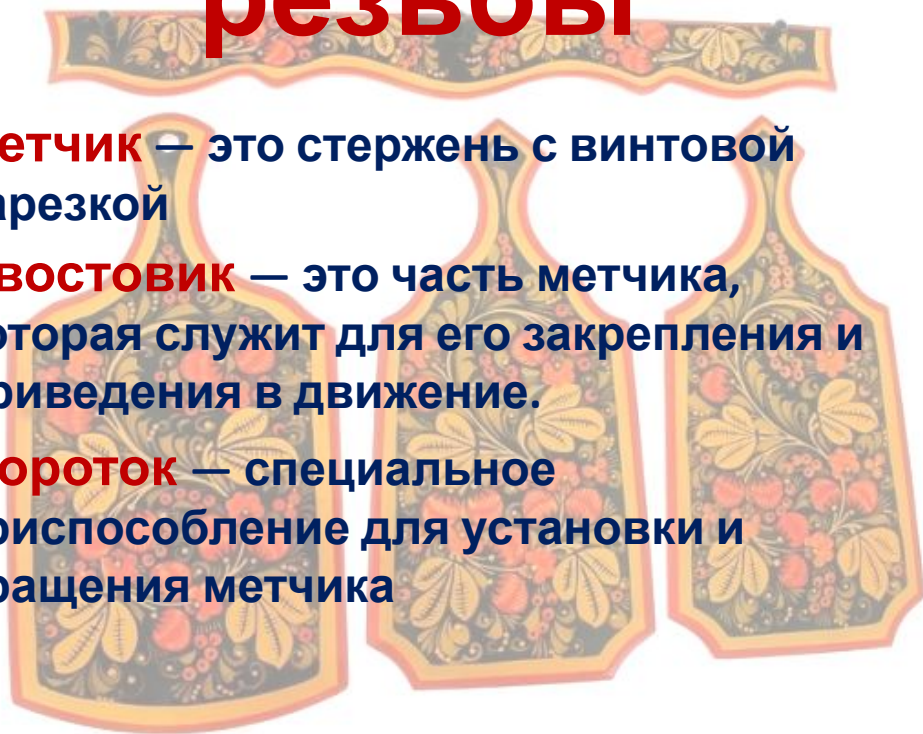 резьбы
етчик — это стержень с винтовой
арезкой
востовик — это часть метчика,
оторая служит для его закрепления и
риведения в движение.
ороток — специальное
риспособление для установки и
ращения метчика